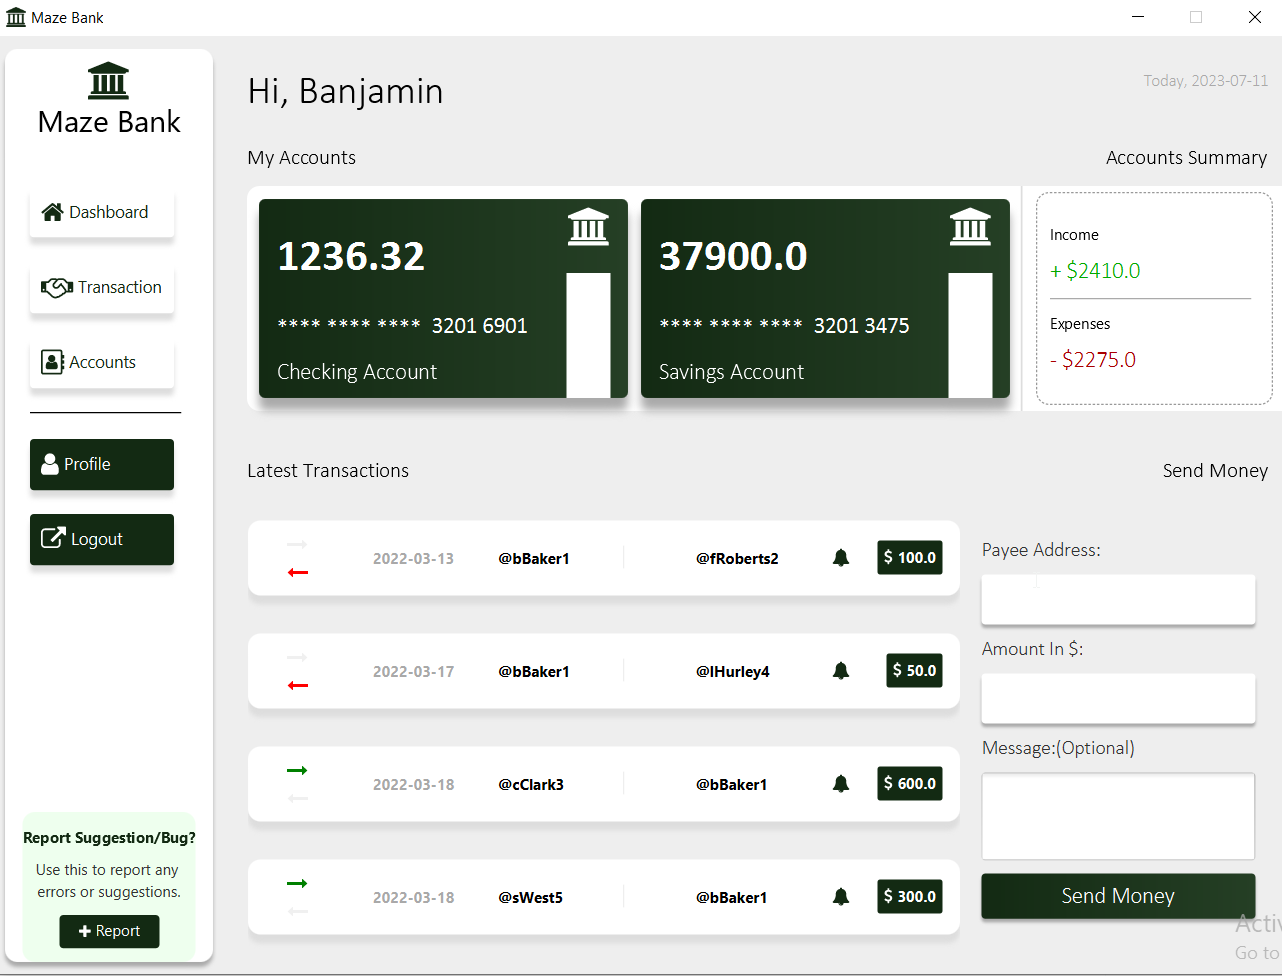 Maze Bank
Maze Bank
Dashboard
Transaction
Accounts
Profile
Logout
Report Suggestion/Bug?
Use this to report any
errors or suggestions.
Report
Hi, Banjamin
Today, 2023-07-11
My Accounts
Accounts Summary
1236.32
**** **** **** 3201 6901
Checking Account
37900.0
**** **** **** 3201 3475
Savings Account
Income
+ $2410.0
Expenses
- $2275.0
Latest Transactions
2022-03-13 @bBaker1 @fRoberts2 $ 100.0
2022-03-17 @bBaker1 @lHurley4 $ 50.0
2022-03-18 @cClark3 @bBaker1 $ 600.0
2022-03-18 @sWest5 @bBaker1 $ 300.0
Send Money
Payee Address:
Amount In $:
Message:(Optional)
Send Money
Go to